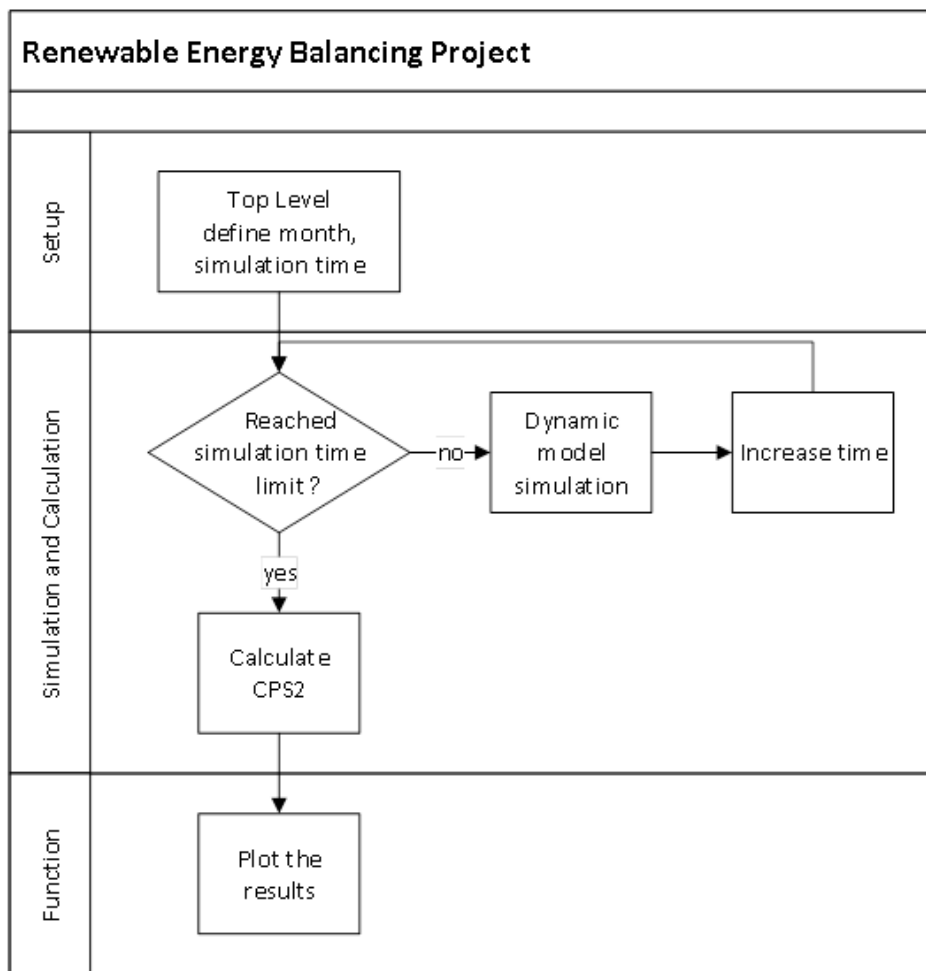 Renewable Energy Balancing Project
Setup
Top Level
define month,
simulation time
Simulation and Calculation
Reached
simulation time
limit?
no
Dynamic
model
simulation
Increase time
yes
Calculate
CPS2
Function
Plot the
results